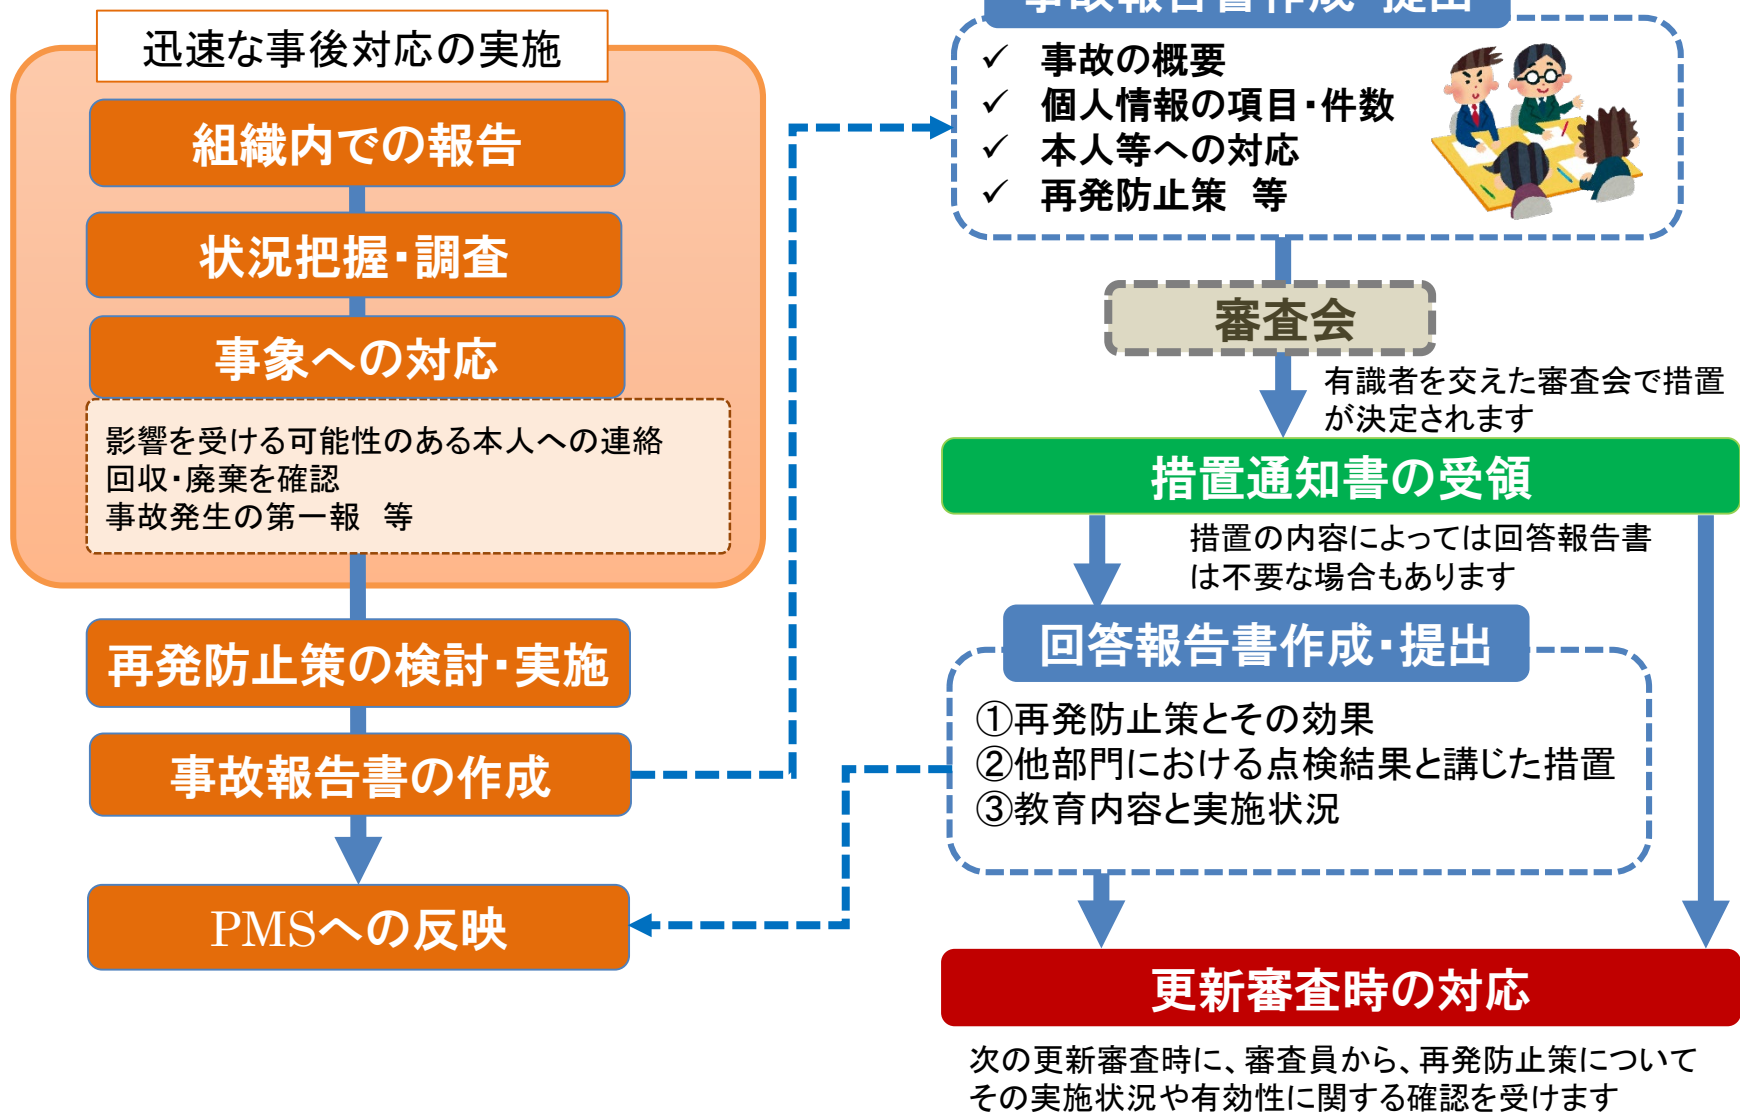 迅速な事後対応の実施
組織内での報告
状況把握・調査
事象への対応
影響を受ける可能性のある本人への連絡
回収・廃棄を確認
事故発生の第一報　等
再発防止策の検討・実施
事故報告書の作成
PMSへの反映
事故報告書作成・提出
✓ 事故の概要
✓ 個人情報の項目・件数
✓ 本人等への対応
✓ 再発防止策　等
審査会
有識者を交えた審査会で措置
が決定されます
措置通知書の受領
措置の内容によっては回答報告書
は不要な場合もあります
回答報告書作成・提出
①再発防止策とその効果
②他部門における点検結果と講じた措置
③教育内容と実施状況
更新審査時の対応
次の更新審査時に、審査員から、再発防止策について
その実施状況や有効性に関する確認を受けます